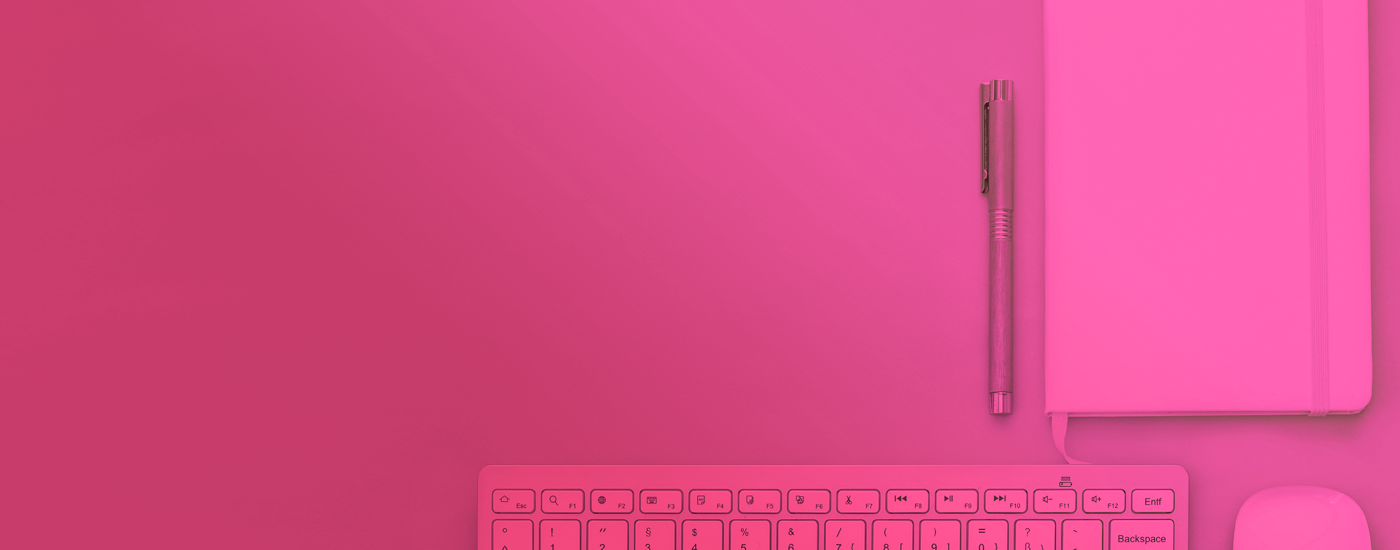 Esc F1 F2 F3 F4 F5 F6 F7 F8 F9 F10 F11 F12 Entf
° ! " § $ % & / ( ) = ? ` Backspace
^ 1 2 3 4 5 6 7 { 8 [ 9 ] 0 } ß \